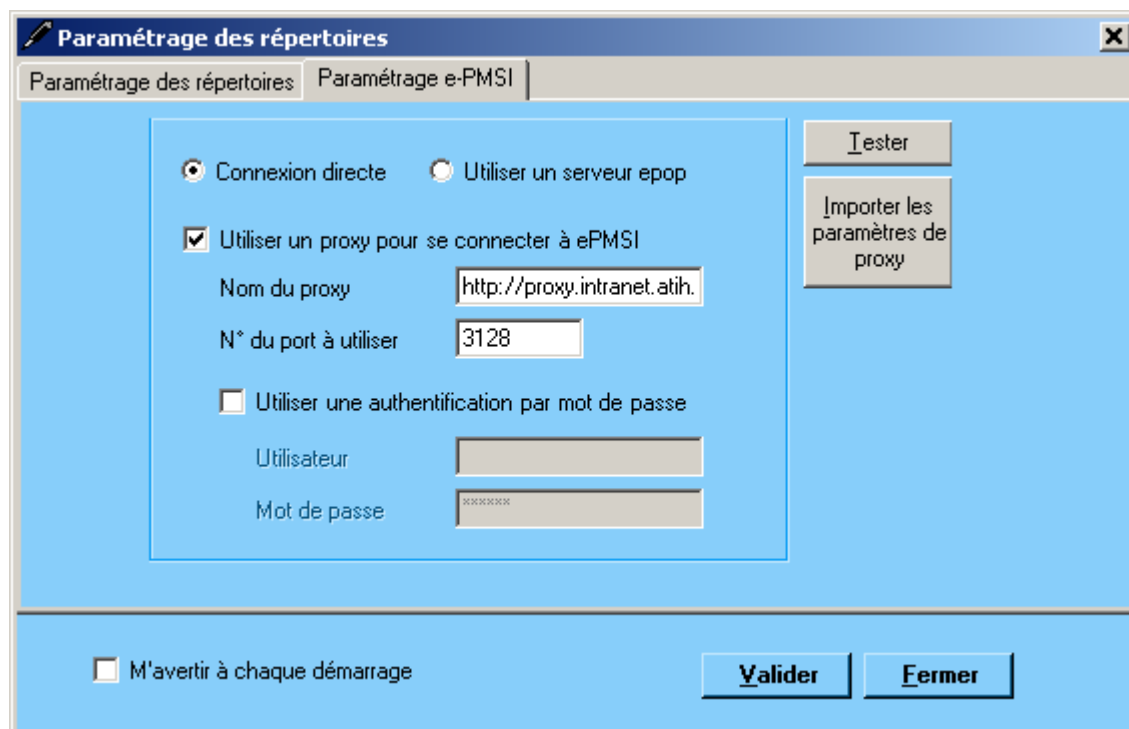 Paramétrage des répertoires
Paramétrage des répertoires Paramétrage e-PMSI
Connexion directe Utiliser un serveur epop
Tester
Importer les
paramètres de
proxy
Utiliser un proxy pour se connecter à ePMSI
Nom du proxy http://proxy.intranet.atih.
N° du port à utiliser 3128
Utiliser une authentification par mot de passe
Utilisateur
Mot de passe ******
M'avertir à chaque démarrage
Valider Fermer